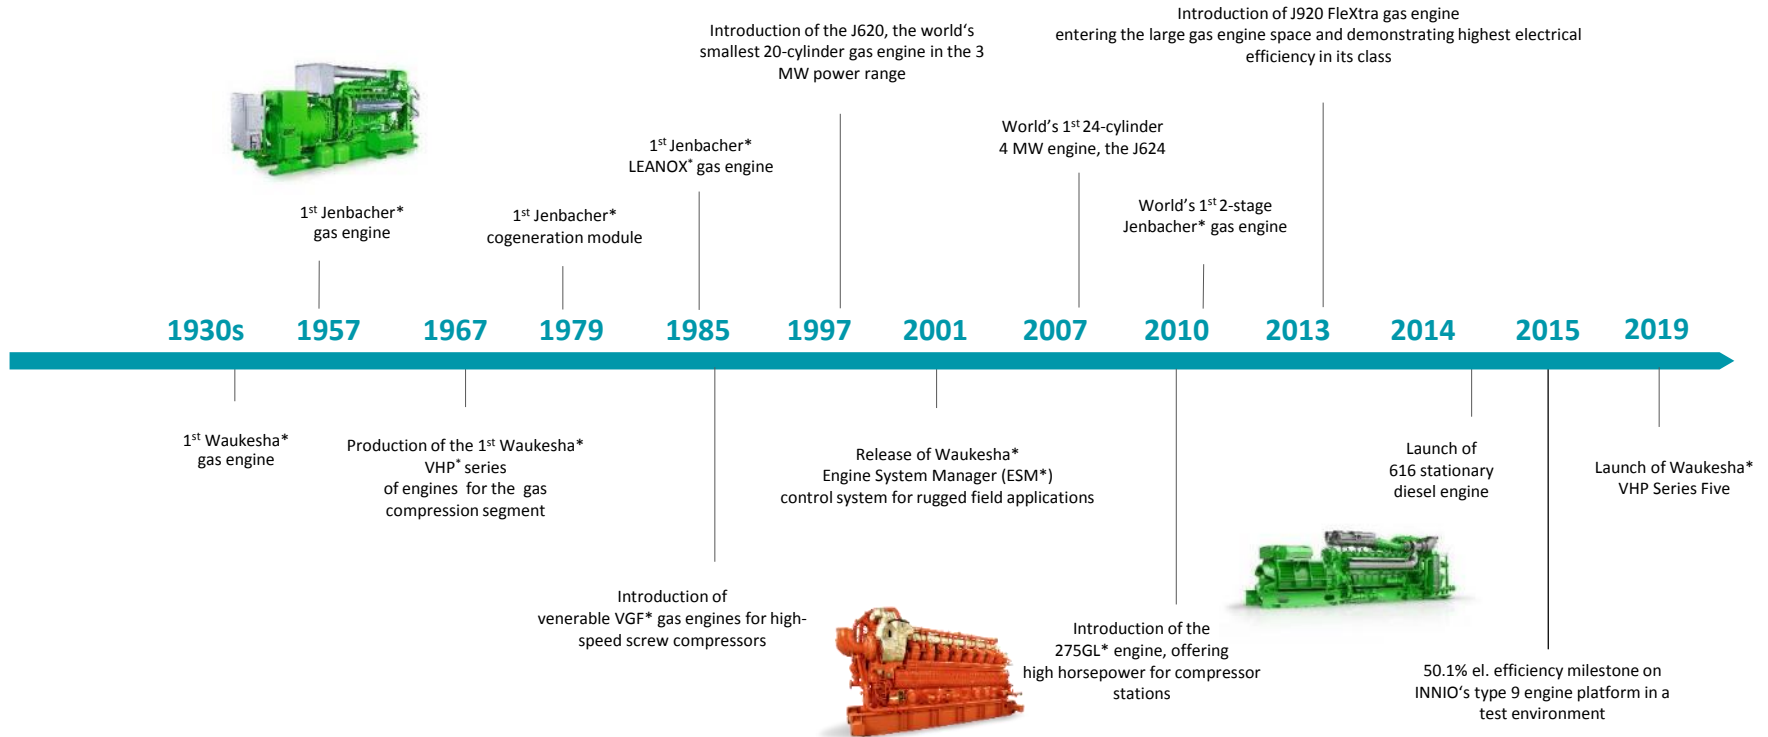 Introduction of the J620, the world‘s
smallest 20-cylinder gas engine in the 3
MW power range
Introduction of J920 FleXtra gas engine
entering the large gas engine space and demonstrating highest electrical
efficiency in its class
1st Jenbacher*
LEANOX* gas engine
World’s 1st 24-cylinder
4 MW engine, the J624
1st Jenbacher*
gas engine
1st Jenbacher*
cogeneration module
World’s 1st 2-stage
Jenbacher* gas engine
1930s 1957 1967 1979 1985 1997 2001 2007 2010 2013 2014 2015 2019
1st Waukesha*
gas engine
Production of the 1st Waukesha*
VHP* series
of engines for the gas
compression segment
Release of Waukesha*
Engine System Manager (ESM*)
control system for rugged field applications
Launch of
616 stationary
diesel engine
Launch of Waukesha*
VHP Series Five
Introduction of
venerable VGF* gas engines for high-
speed screw compressors
Introduction of the
275GL* engine, offering
high horsepower for compressor
stations
50.1% el. efficiency milestone on
INNIO‘s type 9 engine platform in a
test environment